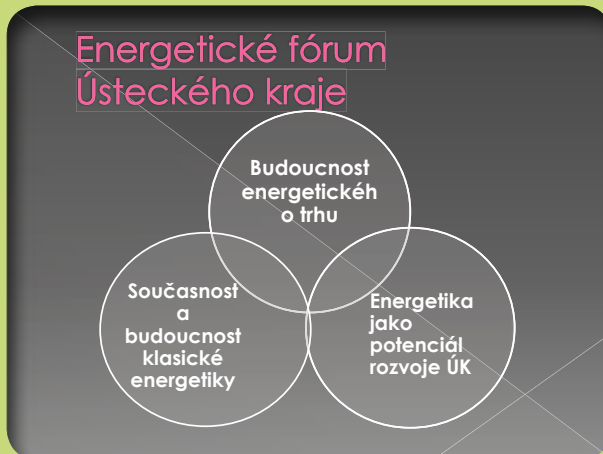 Energetické fórum
Ústeckého kraje
Budoucnost
energetickéh
o trhu
Současnost
a
budoucnost
klasické
energetiky
Energetika
jako
potenciál
rozvoje ÚK